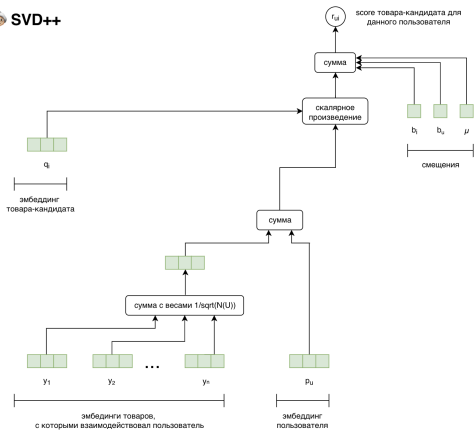 SVD++
r_ui
score товара-кандидата для
данного пользователя
сумма
скалярное
произведение
b_i b_u μ
смещения
q_i
эмбеддинг
товара-кандидата
сумма
сумма с весами 1/sqrt(N(U))
y_1 y_2 ... y_n p_u
эмбединги товаров,
с которыми взаимодействовал пользователь
эмбеддинг
пользователя